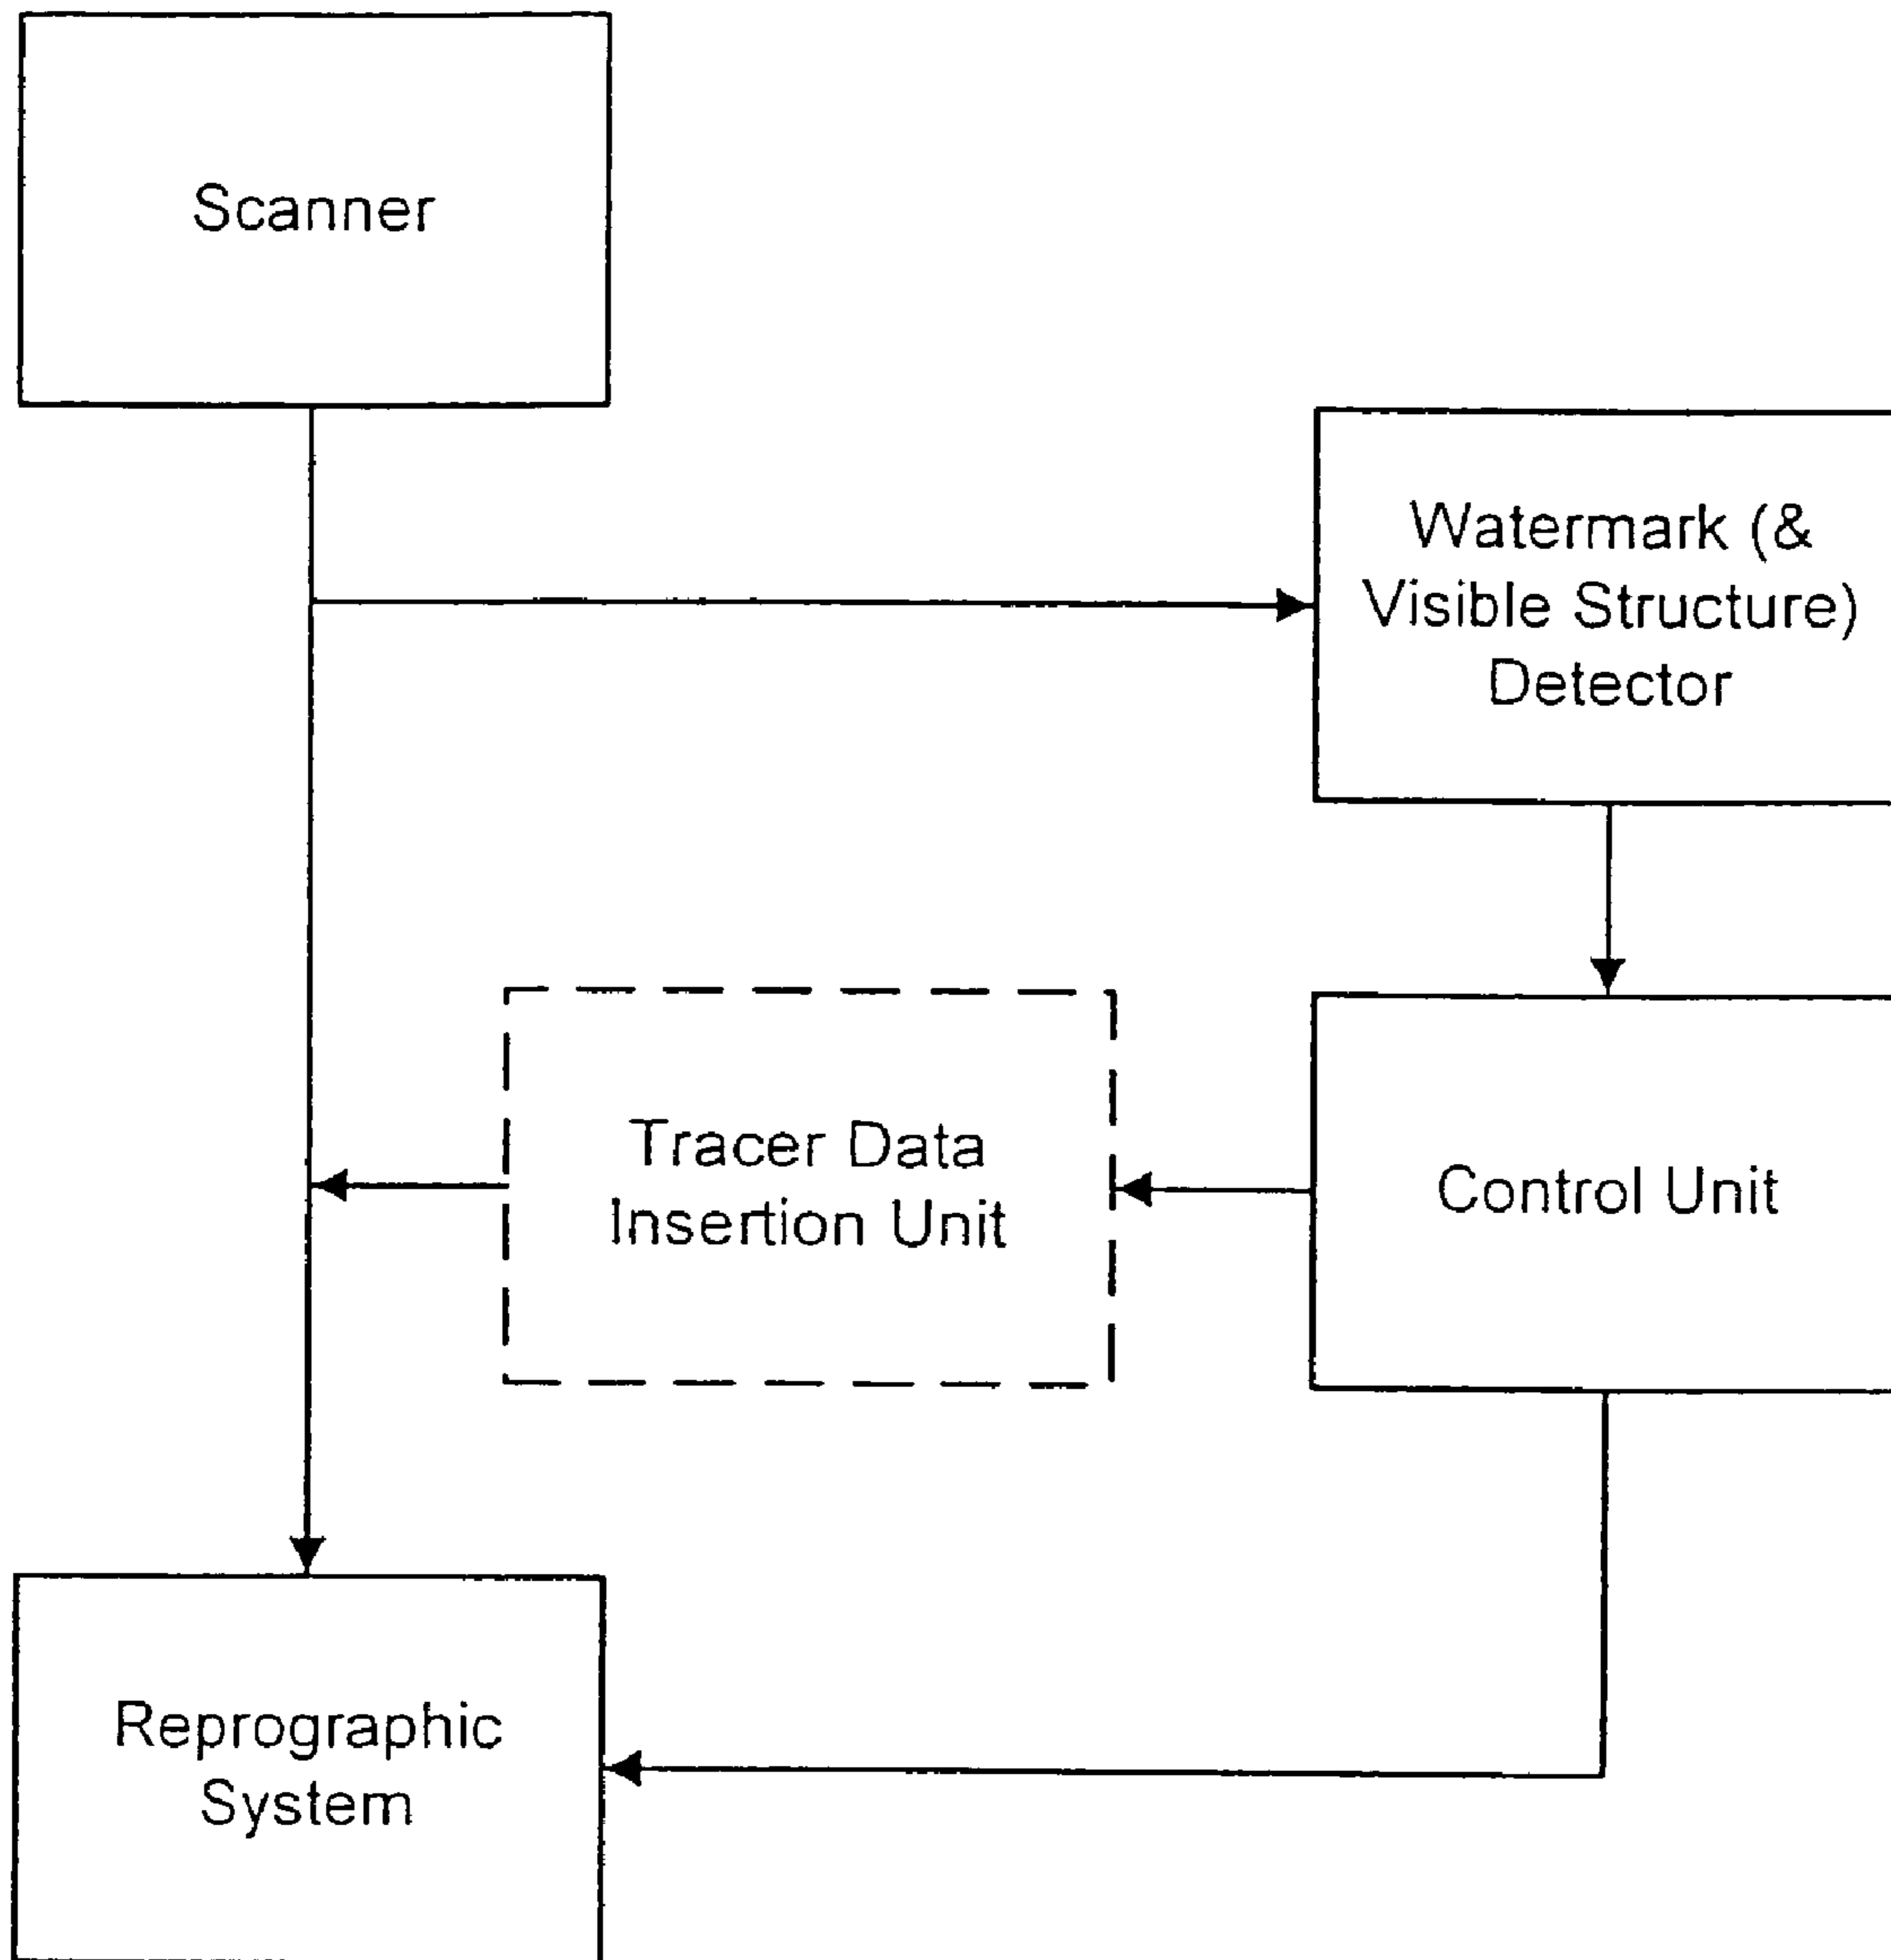 Scanner
Watermark (&
Visible Structure)
Detector
Tracer Data
Insertion Unit
Control Unit
Reprographic
System